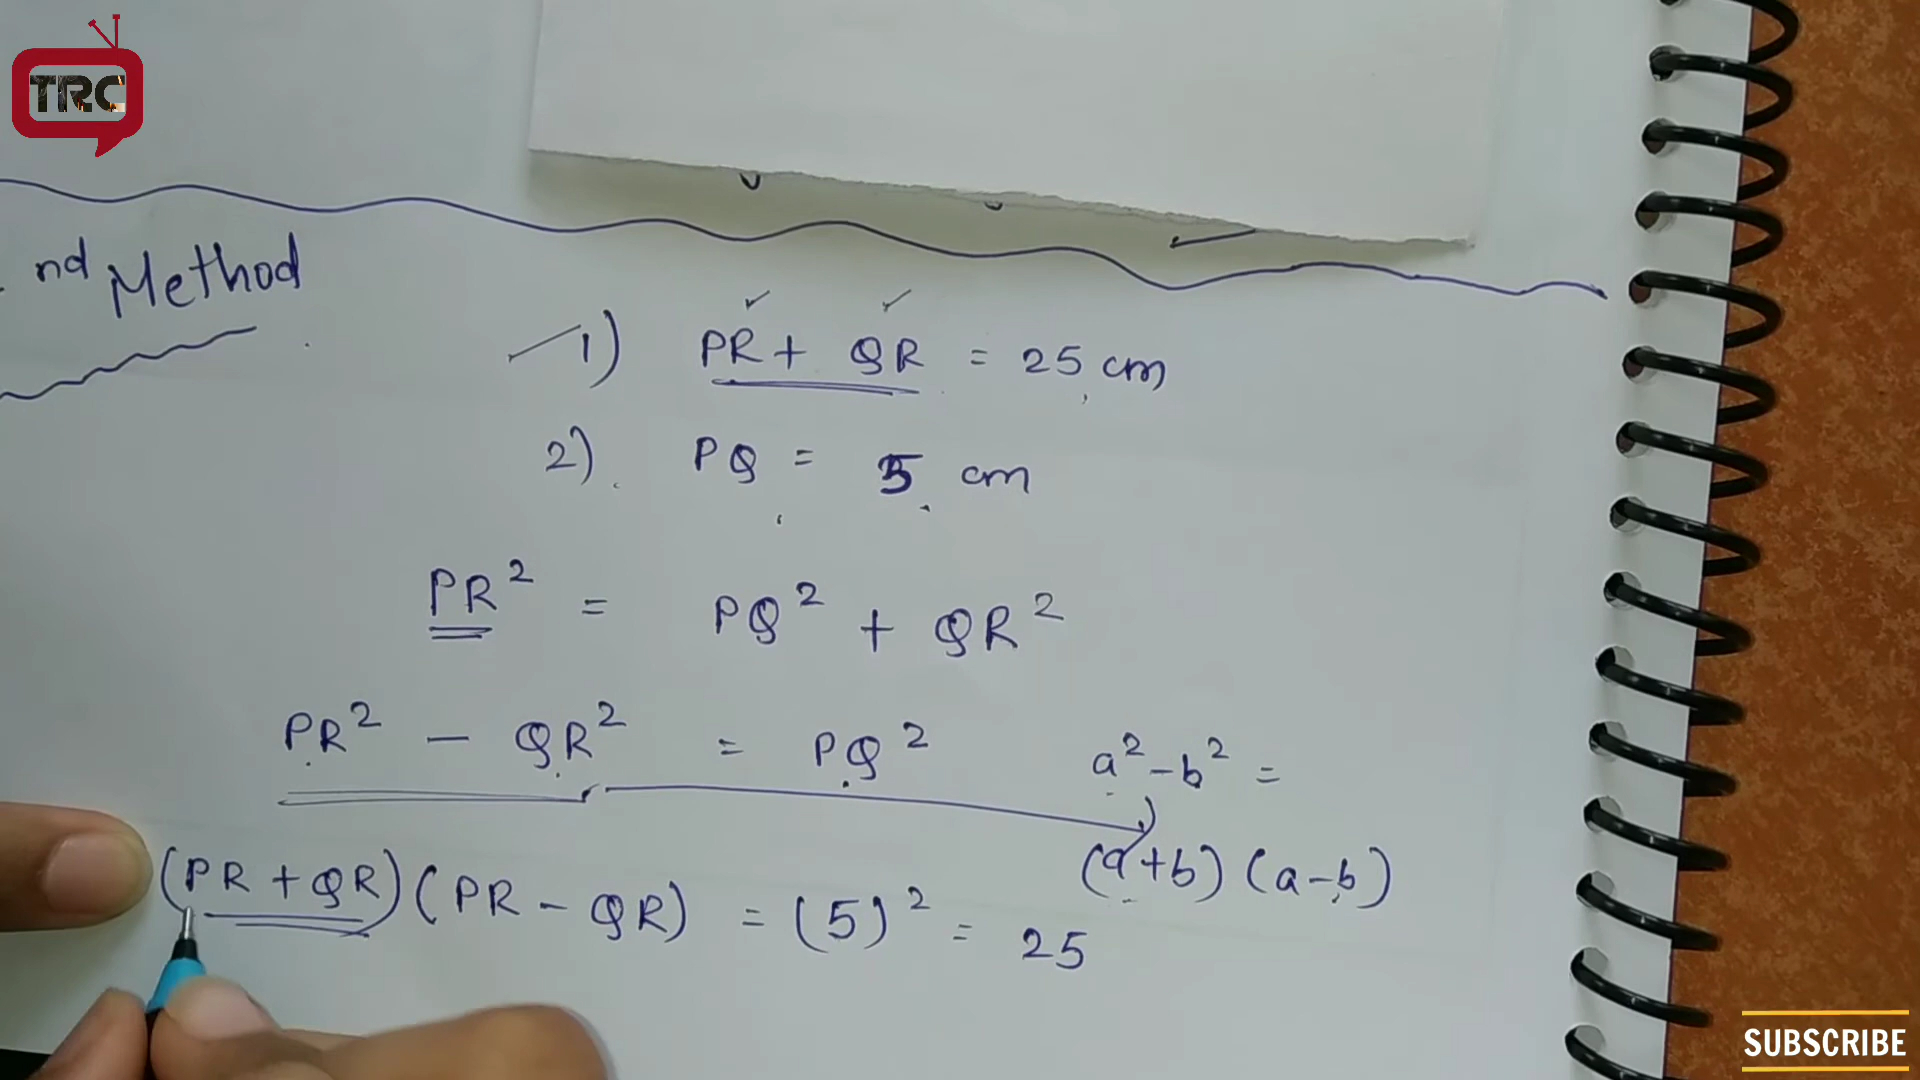 TRC
nd Method
1) PR + QR = 25 cm
2) PQ = 5 cm
PR² = PQ² + QR²
PR² - QR² = PQ²
a² - b² =
(a+b) (a-b)
(PR + QR) (PR - QR) = (5)² = 25
SUBSCRIBE